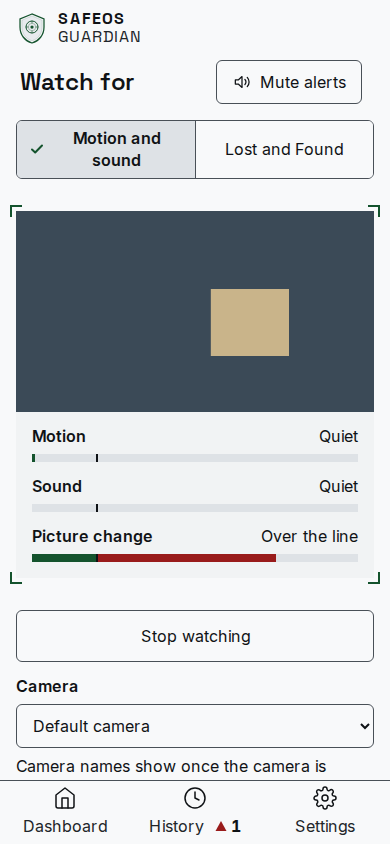 SAFEOS
GUARDIAN
Watch for
Mute alerts
Motion and
sound
Lost and Found
Motion
Quiet
Sound
Quiet
Picture change
Over the line
Stop watching
Camera
Default camera
Camera names show once the camera is
Dashboard
History
1
Settings